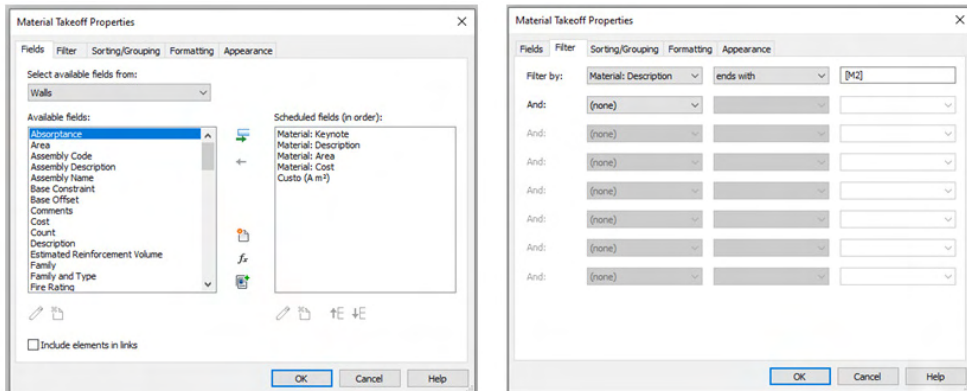 Material Takeoff Properties
Fields Filter Sorting/Grouping Formatting Appearance
Select available fields from:
Walls
Available fields:
Absorptance
Area
Assembly Code
Assembly Description
Assembly Name
Base Constraint
Base Offset
Comments
Cost
Count
Description
Estimated Reinforcement Volume
Family
Family and Type
Fire Rating
Scheduled fields (in order):
Material: Keynote
Material: Description
Material: Area
Material: Cost
Custo (A m²)
fx
Include elements in links
OK Cancel Help
Material Takeoff Properties
Fields Filter Sorting/Grouping Formatting Appearance
Filter by: Material: Description ends with [M2]
And: (none)
And: (none)
And: (none)
And: (none)
And: (none)
And: (none)
And: (none)
OK Cancel Help